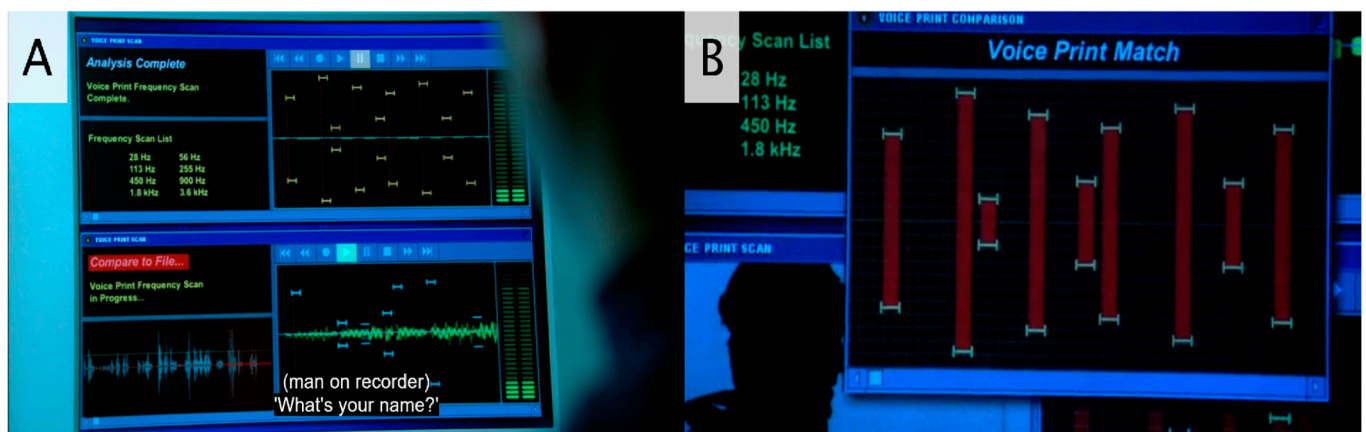 A
VOICE PRINT SCAN
Analysis Complete
Voice Print Frequency Scan
Complete.
Frequency Scan List
28 Hz 56 Hz
113 Hz 255 Hz
450 Hz 900 Hz
1.8 kHz 3.6 kHz
VOICE PRINT SCAN
Compare to File...
Voice Print Frequency Scan
in Progress...
(man on recorder)
'What's your name?'
B
quency Scan List
28 Hz
113 Hz
450 Hz
1.8 kHz
CE PRINT SCAN
VOICE PRINT COMPARISON
Voice Print Match